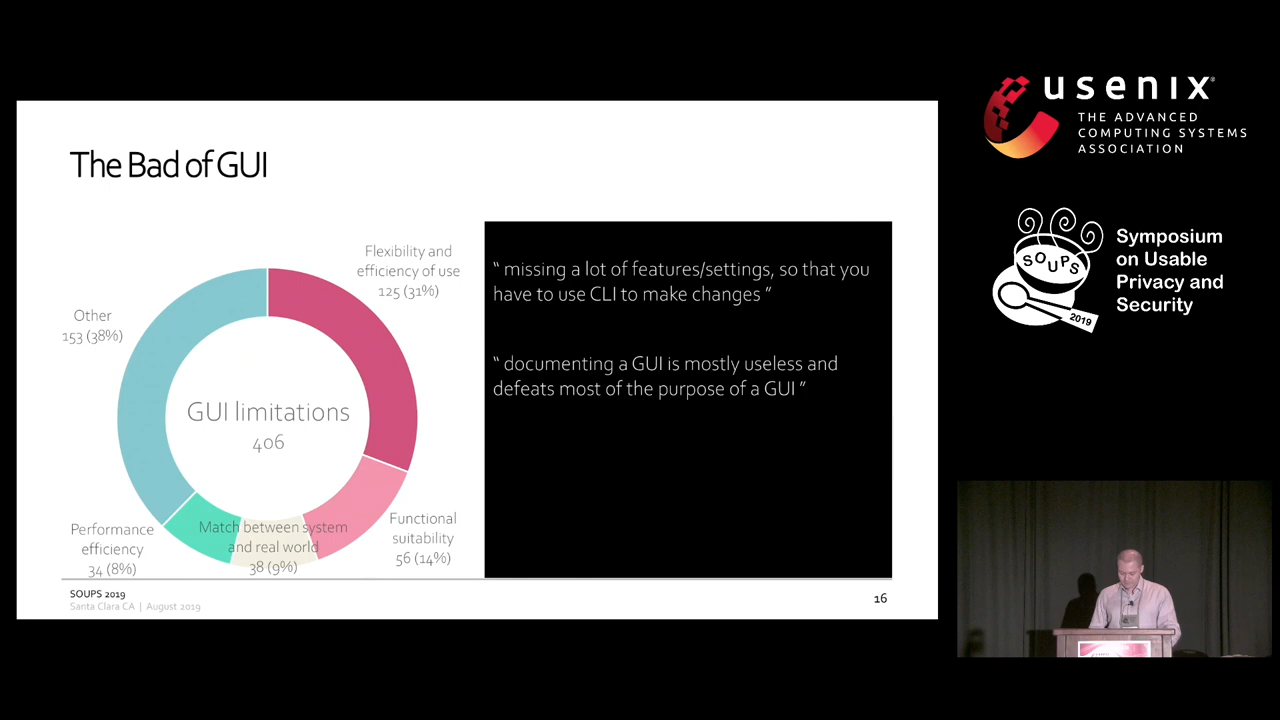 The Bad of GUI
Flexibility and
efficiency of use
125 (31%)
Other
153 (38%)
GUI limitations
406
Performance
efficiency
34 (8%)
Match between system
and real world
38 (9%)
Functional
suitability
56 (14%)
“ missing a lot of features/settings, so that you
have to use CLI to make changes ”
“ documenting a GUI is mostly useless and
defeats most of the purpose of a GUI ”
SOUPS 2019
Santa Clara CA | August 2019
16
usenix
THE ADVANCED
COMPUTING SYSTEMS
ASSOCIATION
SOUPS
2019
Symposium
on Usable
Privacy and
Security